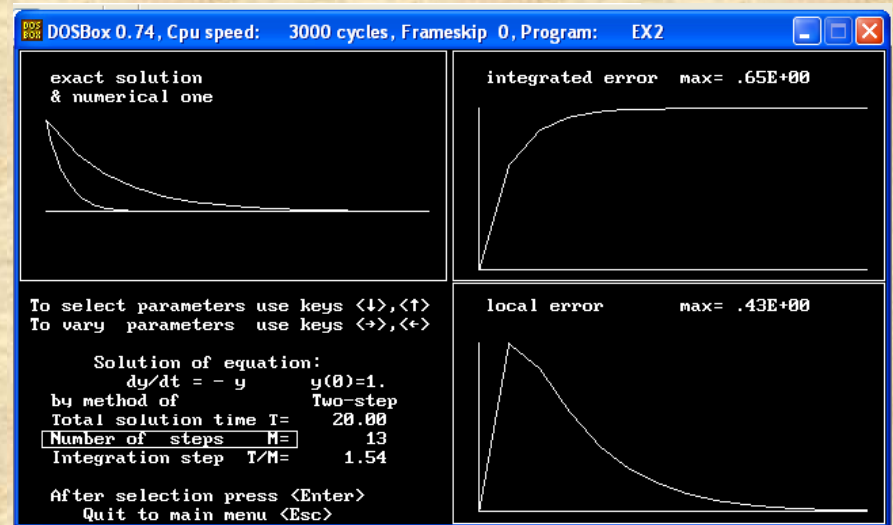 DOSBox 0.74, Cpu speed: 3000 cycles, Frameskip 0, Program: EX2
exact solution
& numerical one
integrated error max= .65E+00
To select parameters use keys <↓>,<↑>
To vary parameters use keys <→>,<←>
Solution of equation:
dy/dt = - y y(0)=1.
by method of Two-step
Total solution time T= 20.00
Number of steps M= 13
Integration step T/M= 1.54
After selection press <Enter>
Quit to main menu <Esc>
local error max= .43E+00